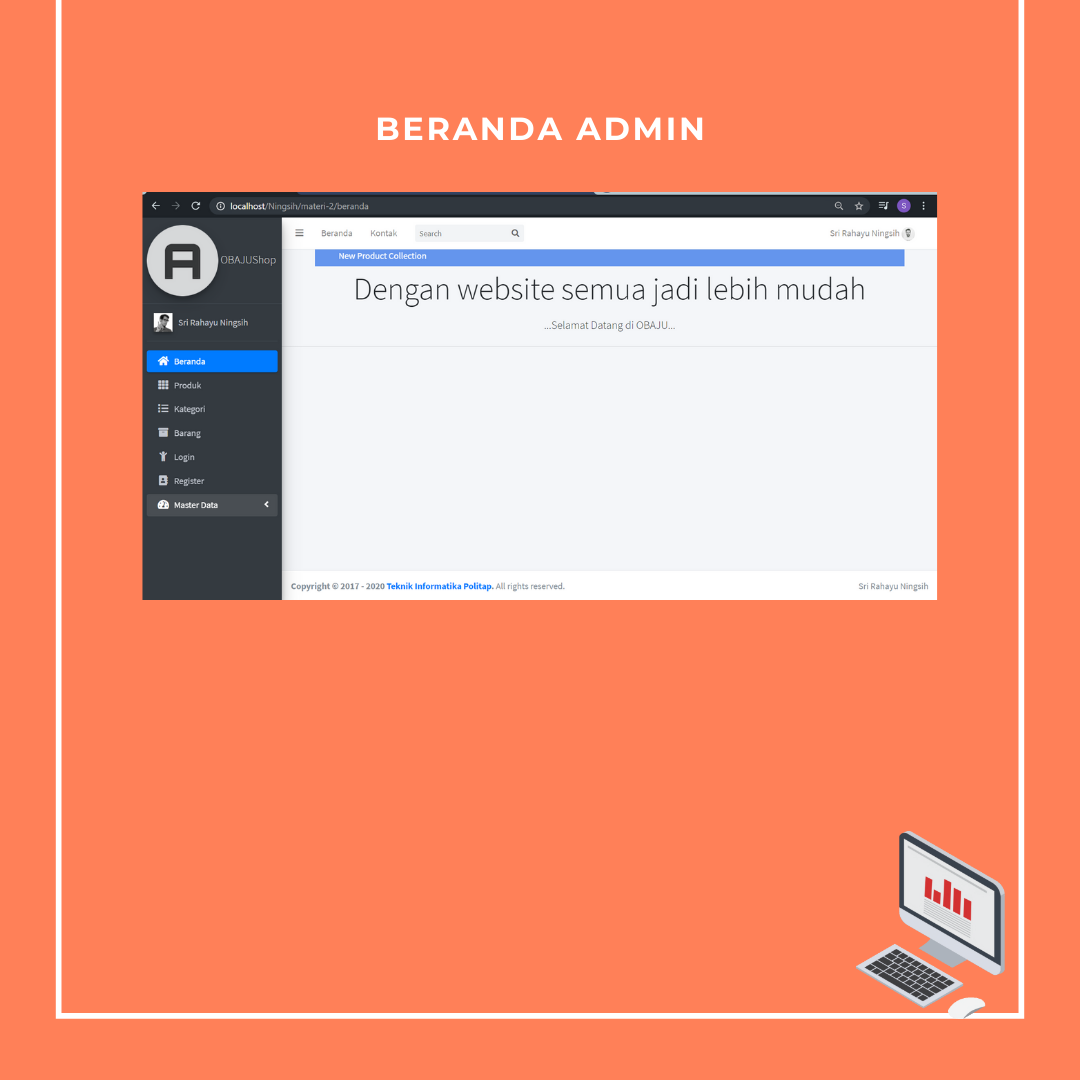 BERANDA ADMIN
localhost/Ningsih/materi-2/beranda
S
A OBAJUShop
Sri Rahayu Ningsih
Beranda
Produk
Kategori
Barang
Login
Register
Master Data
Beranda Kontak Search Sri Rahayu Ningsih
New Product Collection
Dengan website semua jadi lebih mudah
...Selamat Datang di OBAJU...
Copyright © 2017 - 2020 Teknik Informatika Politap. All rights reserved. Sri Rahayu Ningsih